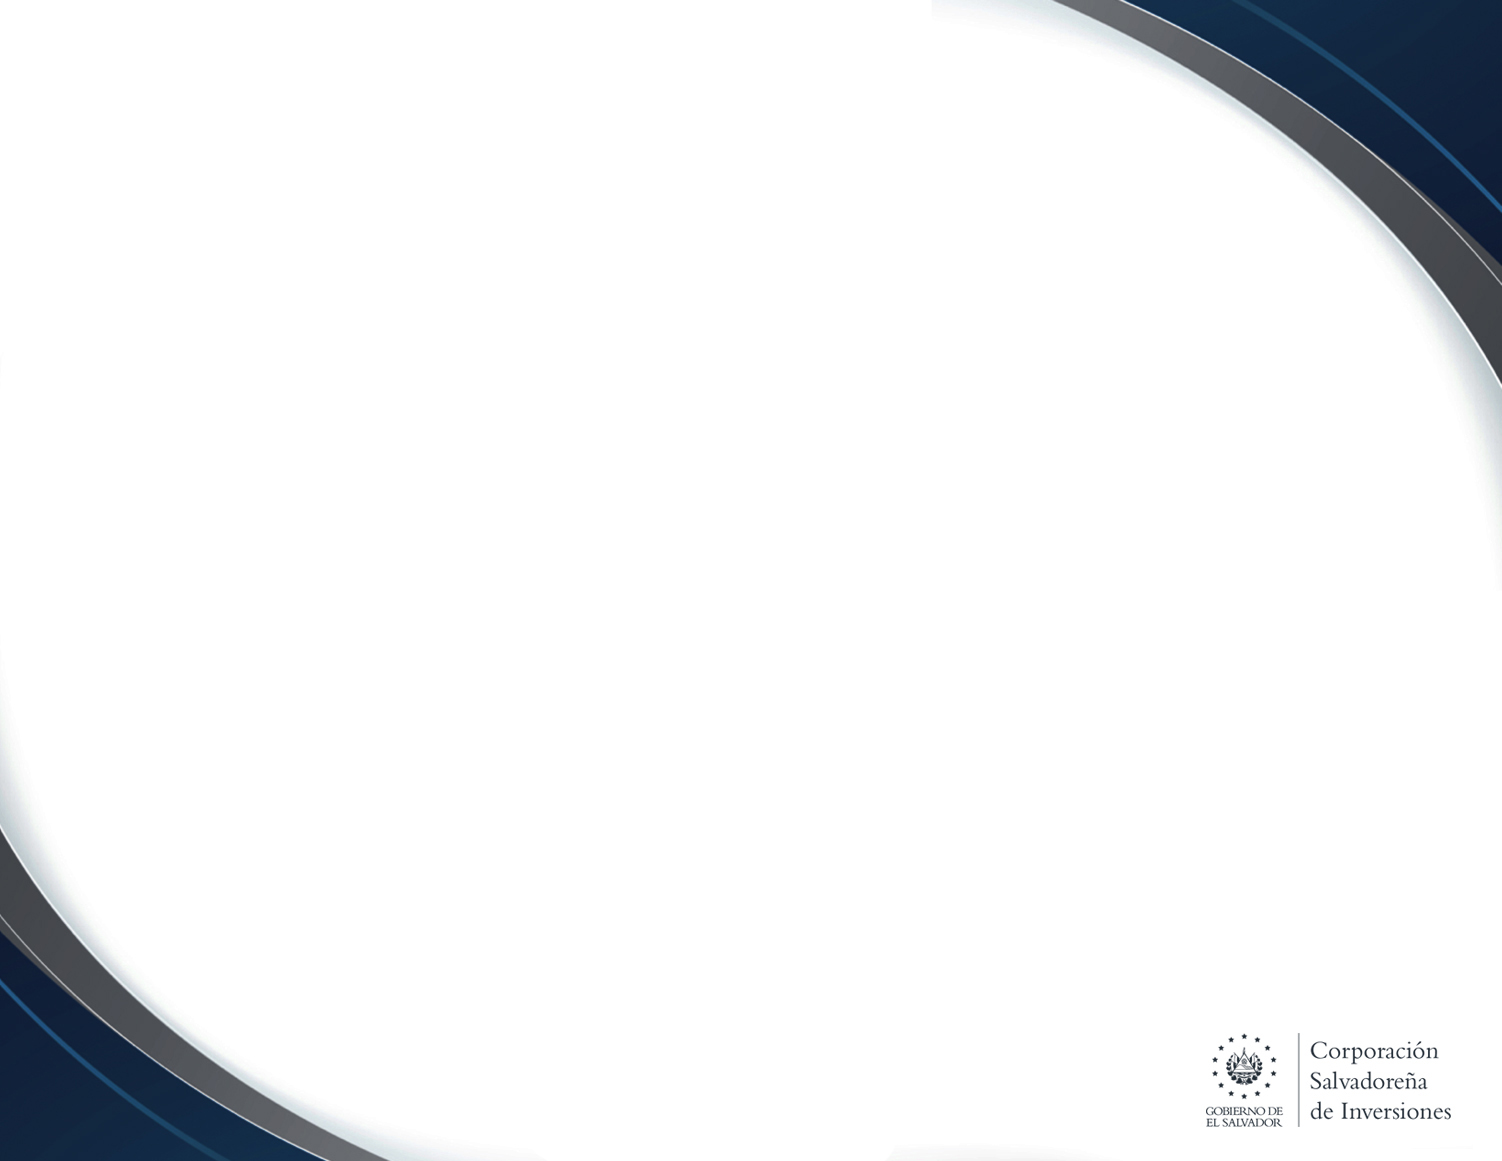 GOBIERNO DE
EL SALVADOR
Corporación
Salvadoreña
de Inversiones